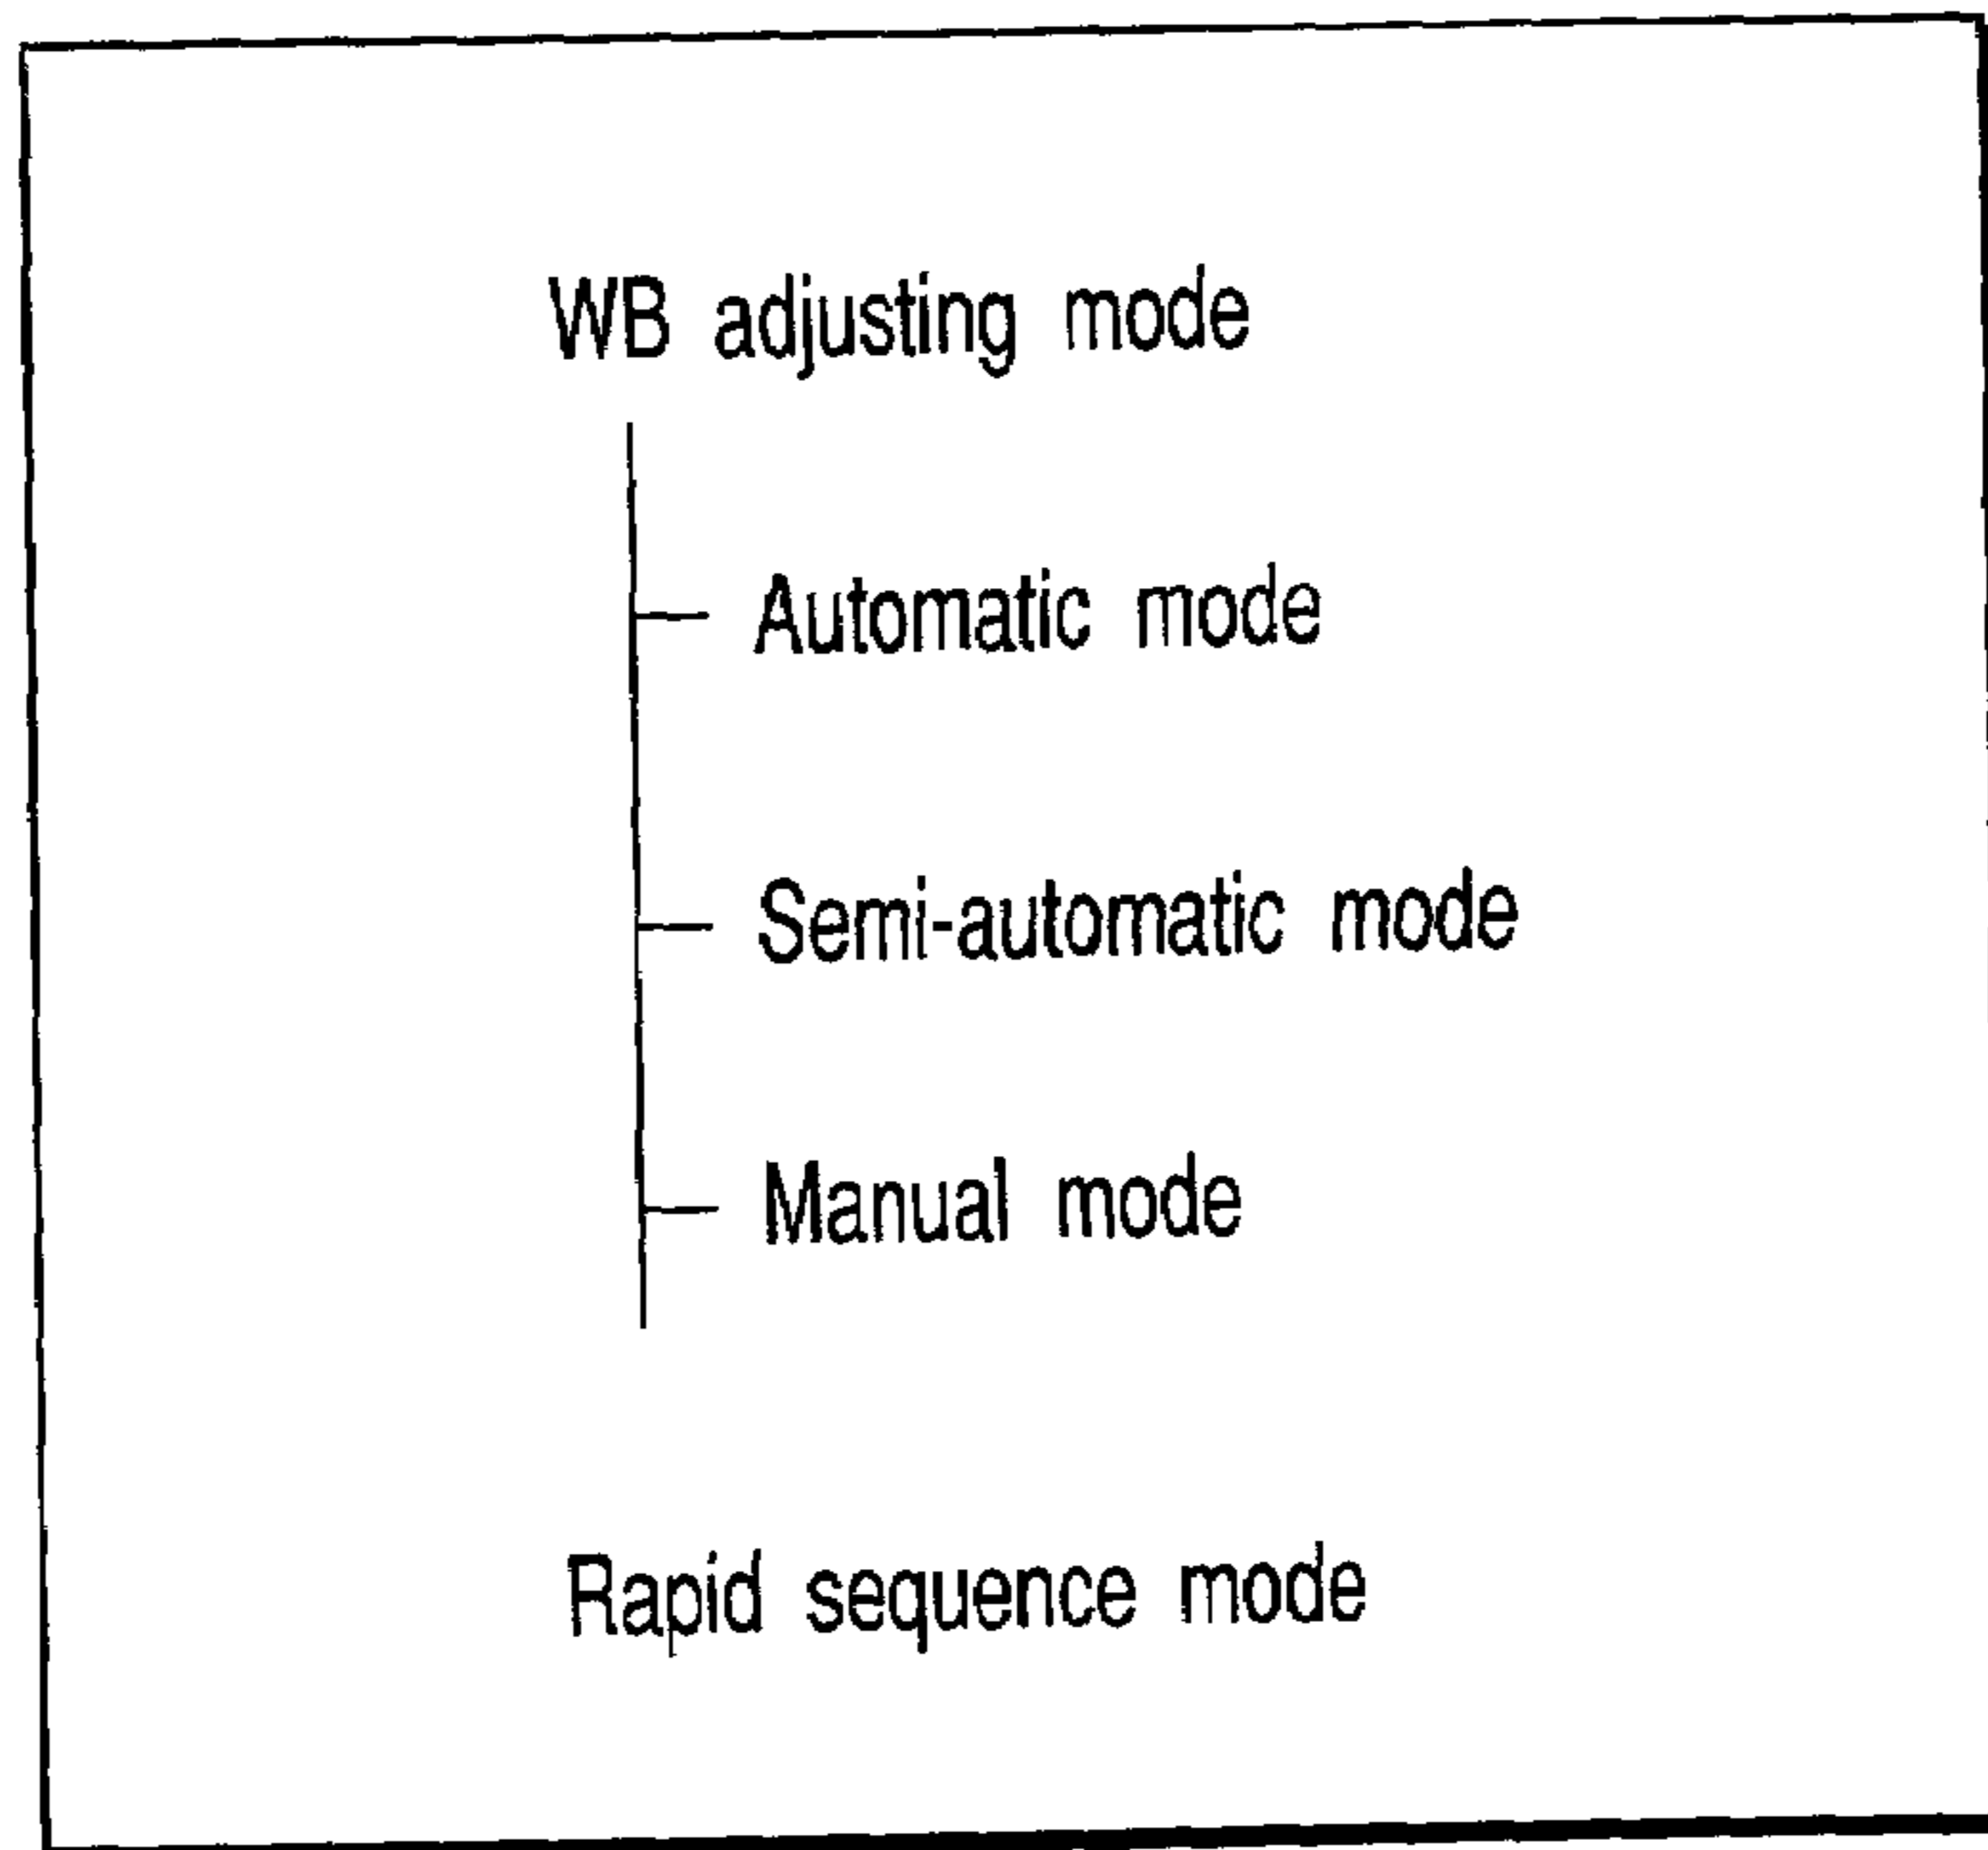 WB adjusting mode
Automatic mode
Semi-automatic mode
Manual mode
Rapid sequence mode